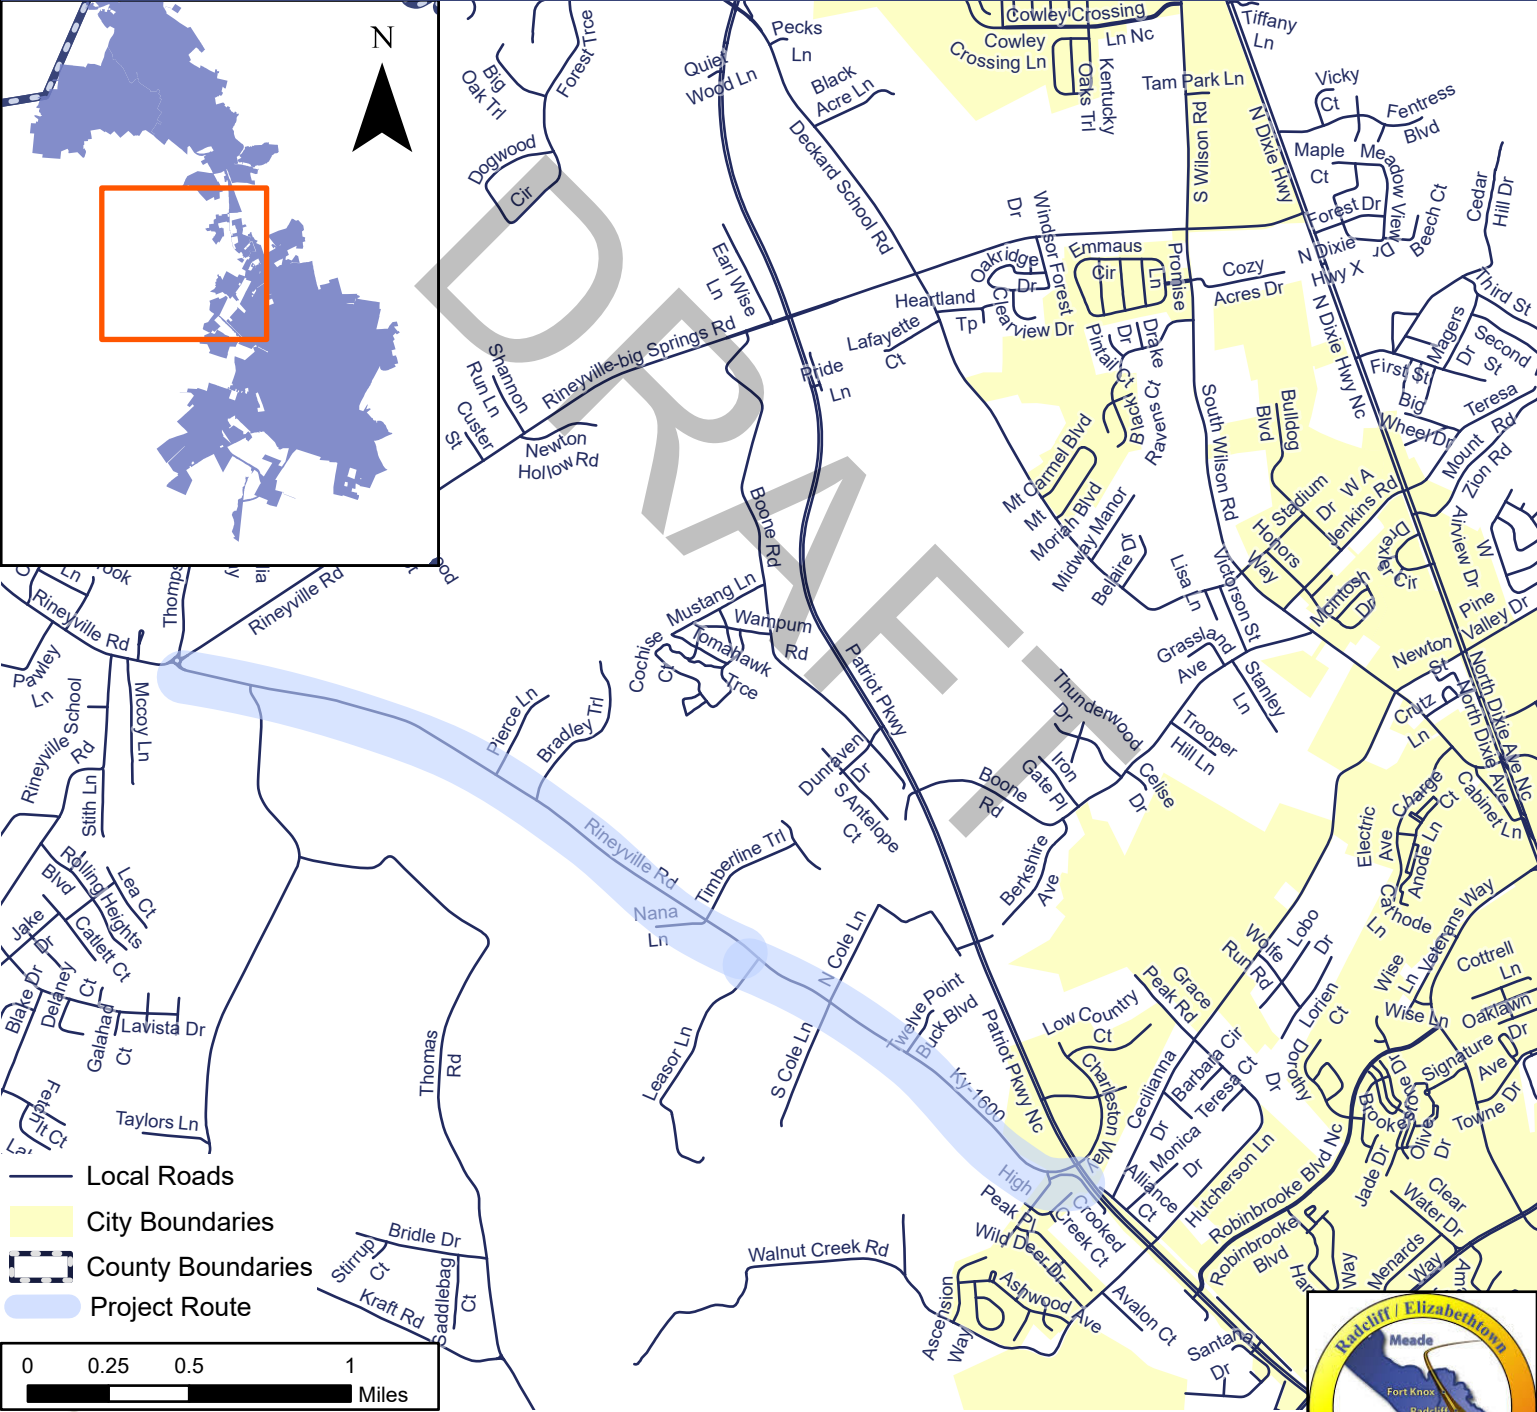 N
Big
Oak Trl
Forest Trce
Dogwood
Cir
Quiet
Wood Ln
Pecks
Ln
Black
Acre Ln
Deckard School Rd
Cowley Crossing
Cowley
Crossing Ln
Ln Nc
Kentucky
Oaks Trl
Tam Park Ln
S Wilson Rd
Tiffany
Ln
N Dixie Hwy
Vicky
Ct
Fentress
Blvd
Maple
Ct
Meadow View
Dr
Forest Dr
Beech Ct
Cedar
Hill Dr
N Dixie
Hwy X
Earl Wise
Ln
Windsor Forest
Dr
Oakridge
Dr
Emmaus
Cir
Promise
Ln
Cozy
Acres Dr
Heartland
Tp
Clearview Dr
Lafayette
Ct
Pride
Ln
Rineyville-big Springs Rd
Shannon
Run Ln
Custer
St
Newton
Hollow Rd
Boone Rd
Pintail Ct
Drake
Dr
Black
Ravens Ct
South Wilson Rd
Bulldog
Blvd
N Dixie Hwy Nc
Third St
Second
St
Magers
Dr
First St
Big
Wheel Dr
Teresa
Rd
Mount
Zion Rd
Mt Carmel Blvd
Mt
Moriah Blvd
Midway Manor
Belaire
Dr
Stadium
Dr
W A
Jenkins Rd
Honors
Way
Drexler
Cir
Mcintosh
Dr
Airview Dr
W
Pine
Valley Dr
Lisa Ln
Victorson St
Grassland
Ave
Stanley
Ln
Newton
St
Crutz
Ln
North Dixie Ave Nc
N North Dixie Ave
Cabinet Ln
DRAFT
Ln
ook
Thomps
Rineyville Rd
Rineyville Rd
Pawley
Ln
School
Rineyville
Rd
Mccoy Ln
Stith Ln
Mustang Ln
Wampum
Rd
Cochise
Ct
Tomahawk
Trce
Patriot Pkwy
Pierce Ln
Bradley Trl
Dunraven
Dr
S Antelope
Ct
Thunderwood
Dr
Trooper
Hill Ln
Boone
Rd
Iron
Gate Pl
Celise
Dr
Berkshire
Ave
Electric
Ave
Charge
Ct
Anode Ln
Cathode
Ln
Rolling Heights
Blvd
Lea Ct
Catlett Ct
Jake
Dr
Blake Dr
Delaney
Ct
Galahad
Ct
Lavista Dr
Fetch
It Ct
Taylors Ln
Rineyville Rd
Timberline Trl
Nana
Ln
N Cole Ln
S Cole Ln
Leasor Ln
Thomas
Rd
Twelve Point
Buck Blvd
Ky-1600
Patriot Pkwy Nc
Low Country
Ct
Charleston Way
Grace
Peak Rd
Wolfe
Run Rd
Lobo
Dr
Lorien
Ct
Wise
Ln
Veterans Way
Cottrell
Ln
Wise Ln
Oaklawn
Dr
Signature
Ave
Towne Dr
Dorothy
Dr
Cecilianna
Dr
Barbara Cir
Teresa Ct
Monica
Dr
Alliance
Ct
Hutcherson Ln
Brookestone
Dr
Olive
Dr
Jade Dr
Robinbrooke Blvd Nc
Robinbrooke
Blvd
Clear
Water Dr
Menards
Way
Way
High
Peak Pl
Crooked
Creek Ct
Wild Deer Dr
Ashwood Ave
Ascension
Way
Avalon Ct
Santana
Dr
Walnut Creek Rd
Bridle Dr
Stirrup
Ct
Saddlebag
Ct
Kraft Rd
Local Roads
City Boundaries
County Boundaries
Project Route
0 0.25 0.5 1
Miles
Radcliff / Elizabethtown
Meade
Fort Knox
Radcliff